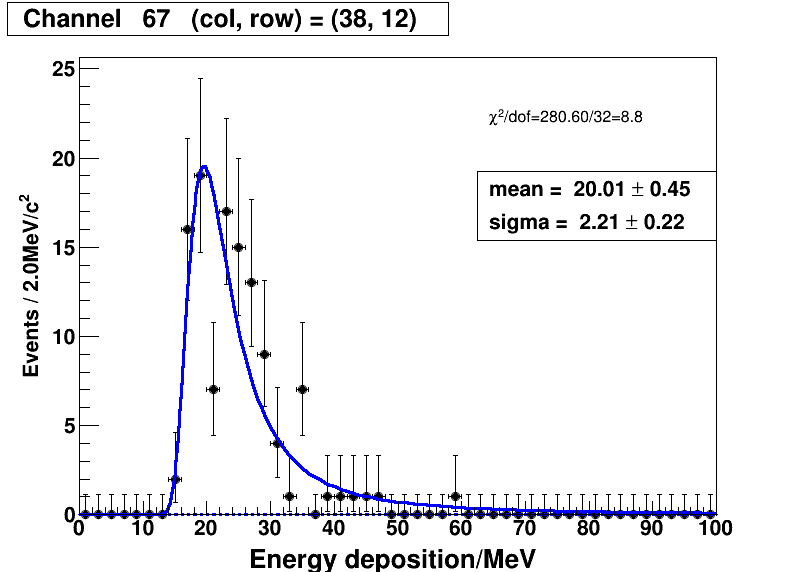 Channel 67 (col, row) = (38, 12)
χ²/dof=280.60/32=8.8
mean = 20.01 ± 0.45
sigma = 2.21 ± 0.22
Events / 2.0MeV/c²
25
20
15
10
5
0
0 10 20 30 40 50 60 70 80 90 100
Energy deposition/MeV